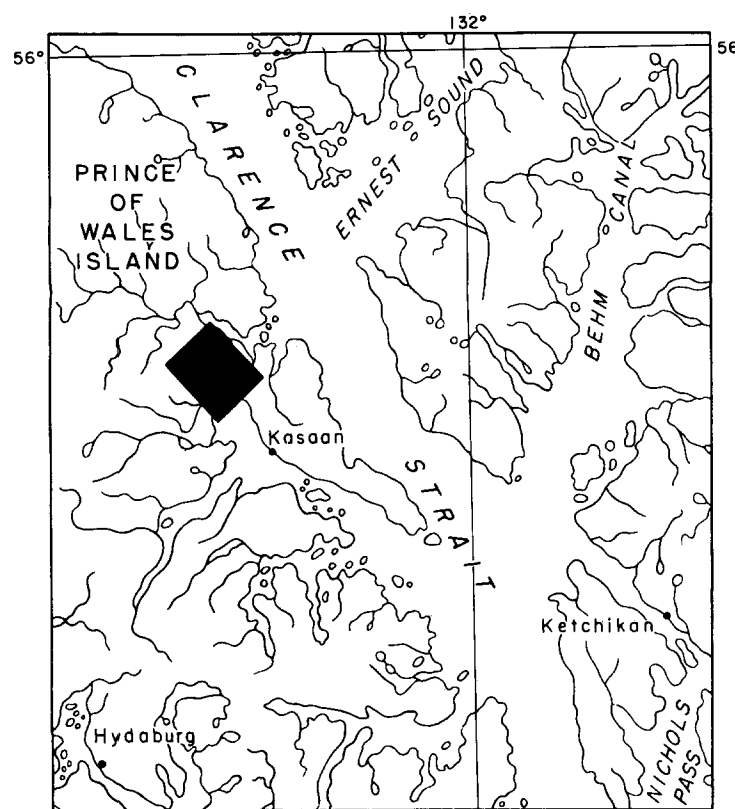 132°
56°
56
CLARENCE
ERNEST SOUND
PRINCE
OF
WALES
ISLAND
BEHM CANAL
Kasaan
STRAIT
Ketchikan
Hydaburg
NICHOLS
PASS